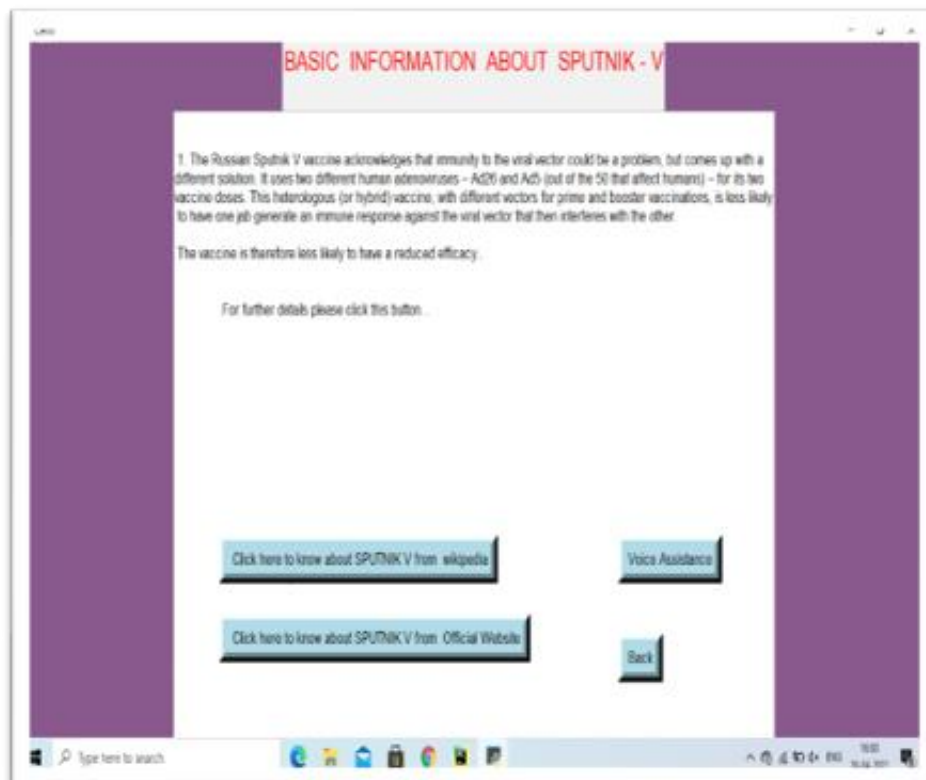 BASIC INFORMATION ABOUT SPUTNIK - V
1. The Russian Sputnik V vaccine acknowledges that immunity to the viral vector could be a problem, but comes up with a
different solution. It uses two different human adenoviruses – Ad26 and Ad5 (out of the 50 that affect humans) – for its two
vaccine doses. This heterologous (or hybrid) vaccine, with different vectors for prime and booster vaccinations, is less likely
to have one jab generate an immune response against the viral vector that then interferes with the other.
The vaccine is therefore less likely to have a reduced efficacy..
For further details please click this button ..
Click here to know about SPUTNIK V from wikipedia
Voice Assistance
Click here to know about SPUTNIK V from Official Website
Back
Type here to search
ENG